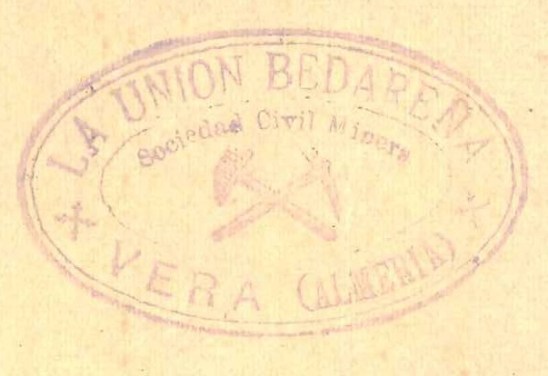 LA UNION BEDAREÑA
Sociedad Civil Minera
VERA (ALMERIA)